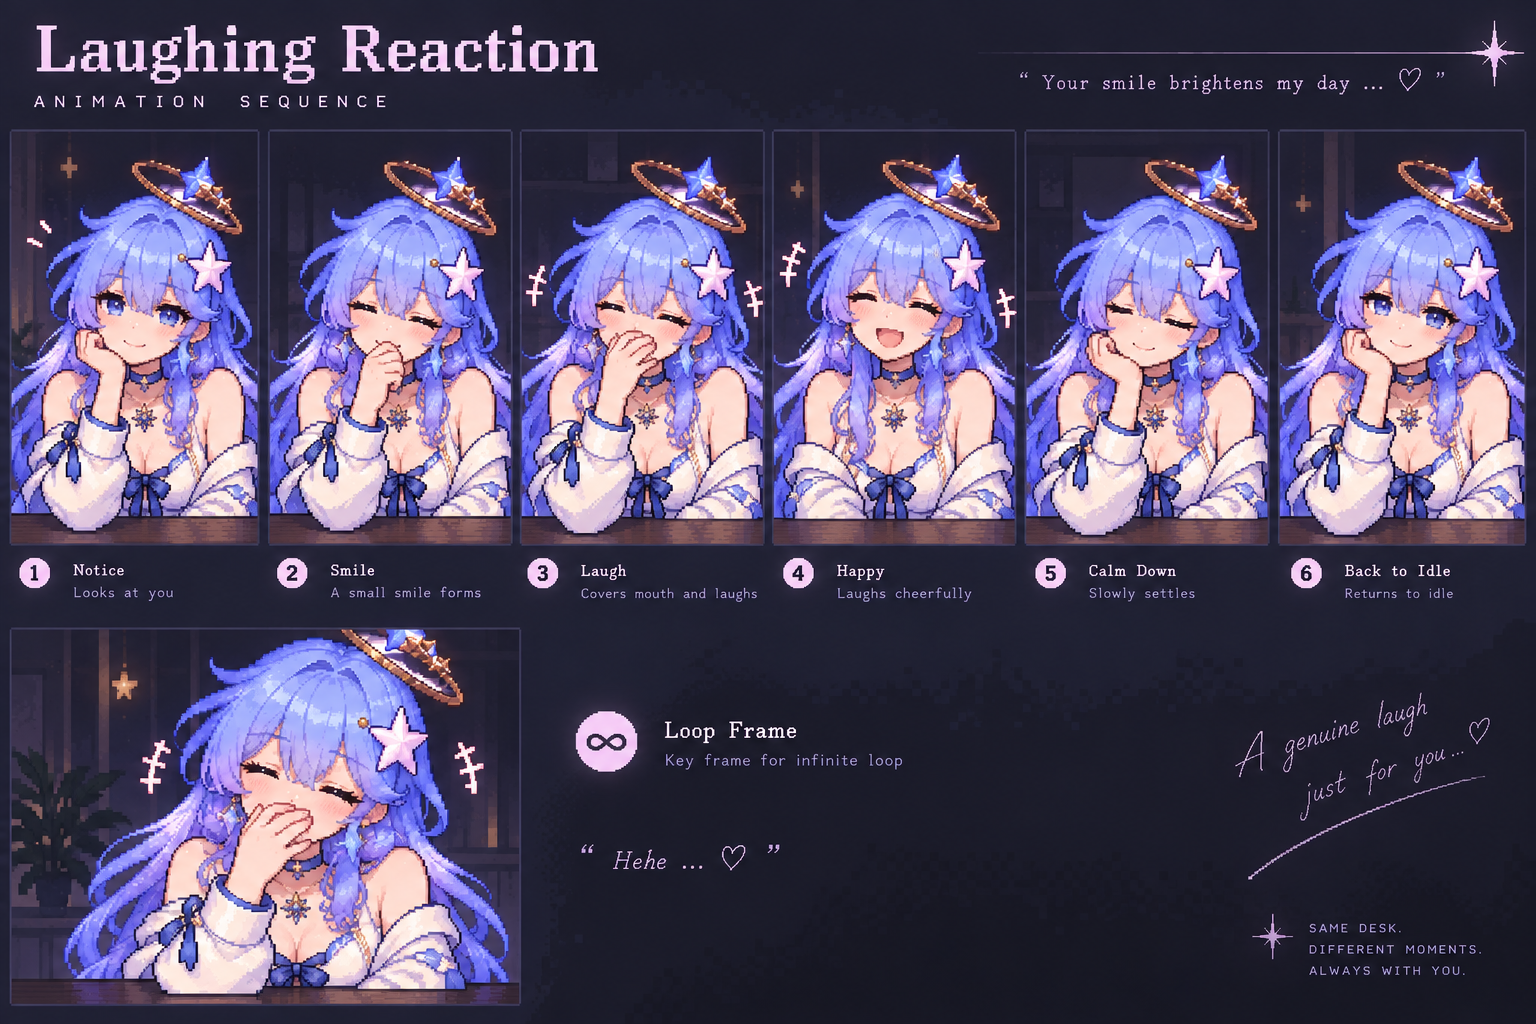 Laughing Reaction
ANIMATION SEQUENCE
“ Your smile brightens my day ... ♡ ”
1 Notice
Looks at you
2 Smile
A small smile forms
3 Laugh
Covers mouth and laughs
4 Happy
Laughs cheerfully
5 Calm Down
Slowly settles
6 Back to Idle
Returns to idle
∞ Loop Frame
Key frame for infinite loop
“ Hehe ... ♡ ”
A genuine laugh
just for you... ♡
SAME DESK.
DIFFERENT MOMENTS.
ALWAYS WITH YOU.